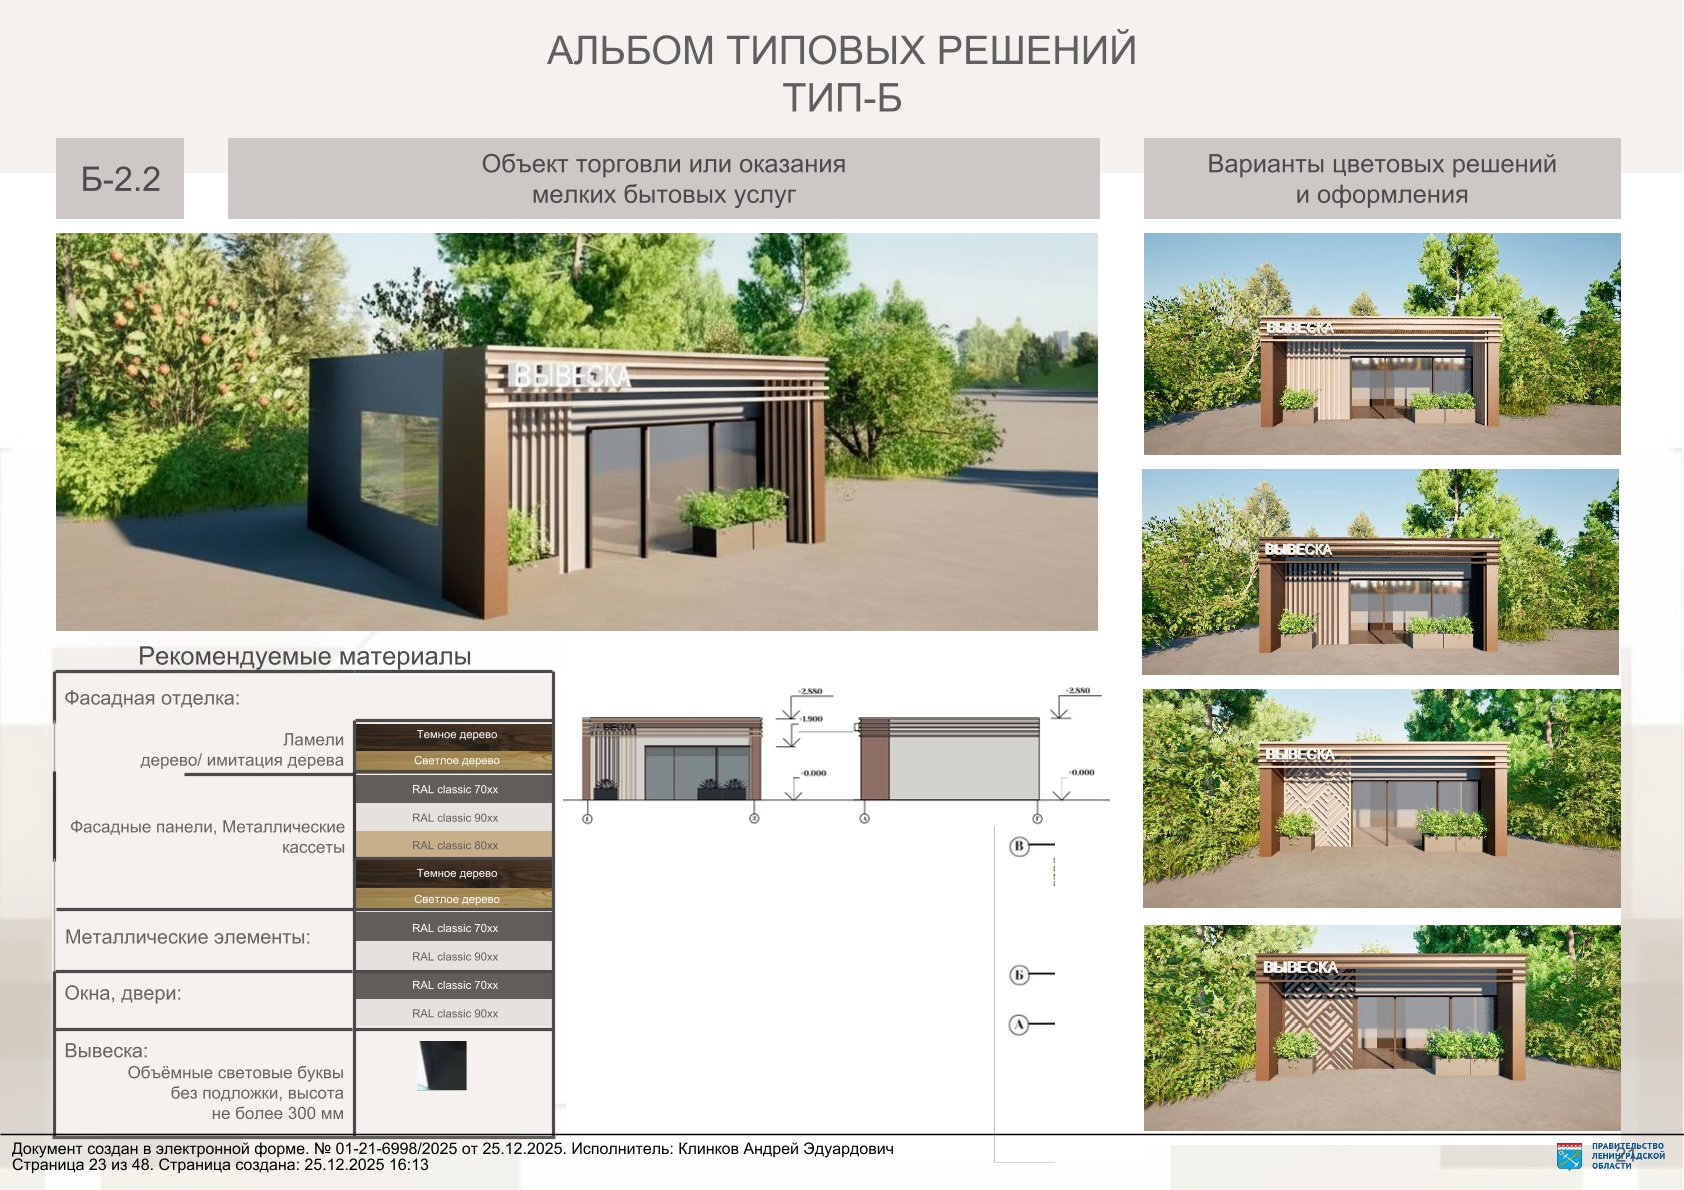 АЛЬБОМ ТИПОВЫХ РЕШЕНИЙ
ТИП-Б
Б-2.2
Объект торговли или оказания
мелких бытовых услуг
Варианты цветовых решений
и оформления
ВЫВЕСКА
ВЫВЕСКА
ВЫВЕСКА
ВЫВЕСКА
ВЫВЕСКА
Рекомендуемые материалы
Фасадная отделка:
Ламели
дерево/ имитация дерева
Темное дерево
Светлое дерево
Фасадные панели, Металлические
кассеты
RAL classic 70xx
RAL classic 90xx
RAL classic 80xx
Темное дерево
Светлое дерево
Металлические элементы:
RAL classic 70xx
RAL classic 90xx
Окна, двери:
RAL classic 70xx
RAL classic 90xx
Вывеска:
Объёмные световые буквы
без подложки, высота
не более 300 мм
ВЫВЕСКА
+2.880
+1.900
+0.000
+2.880
+0.000
1
2
А
Г
В
Б
А
Документ создан в электронной форме. № 01-21-6998/2025 от 25.12.2025. Исполнитель: Клинков Андрей Эдуардович
Страница 23 из 48. Страница создана: 25.12.2025 16:13
ПРАВИТЕЛЬСТВО
ЛЕНИНГРАДСКОЙ
ОБЛАСТИ